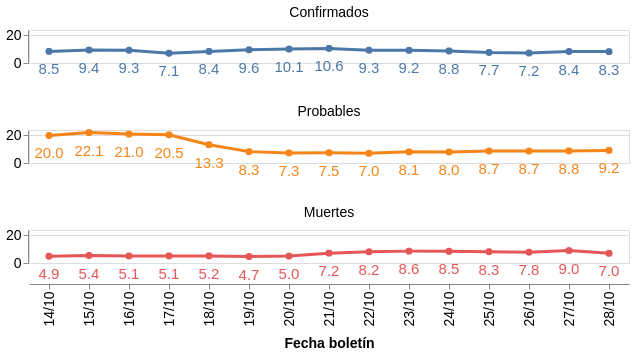 Confirmados
20
0
8.5 9.4 9.3 7.1 8.4 9.6 10.1 10.6 9.3 9.2 8.8 7.7 7.2 8.4 8.3
Probables
20
0
20.0 22.1 21.0 20.5 13.3 8.3 7.3 7.5 7.0 8.1 8.0 8.7 8.7 8.8 9.2
Muertes
20
0
4.9 5.4 5.1 5.1 5.2 4.7 5.0 7.2 8.2 8.6 8.5 8.3 7.8 9.0 7.0
14/10 15/10 16/10 17/10 18/10 19/10 20/10 21/10 22/10 23/10 24/10 25/10 26/10 27/10 28/10
Fecha boletín